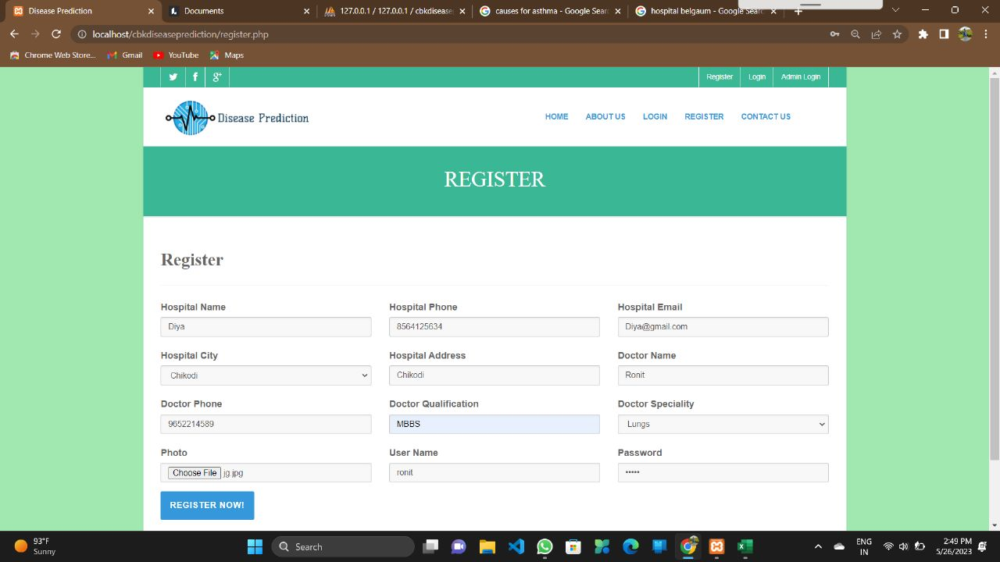 Disease Prediction
Documents
127.0.0.1 / 127.0.0.1 / cbkdisease
causes for asthma - Google Sear
hospital belgaum - Google Sear
localhost/cbkdiseaseprediction/register.php
Chrome Web Store...
Gmail
YouTube
Maps
Register
Login
Admin Login
Disease Prediction
HOME
ABOUT US
LOGIN
REGISTER
CONTACT US
REGISTER
Register
Hospital Name
Hospital Phone
Hospital Email
Diya
8564125634
Diya@gmail.com
Hospital City
Hospital Address
Doctor Name
Chikodi
Chikodi
Ronit
Doctor Phone
Doctor Qualification
Doctor Speciality
9652214589
MBBS
Lungs
Photo
User Name
Password
Choose File jg.jpg
ronit
•••••
REGISTER NOW!
93°F
Sunny
Search
ENG
IN
2:49 PM
5/26/2023